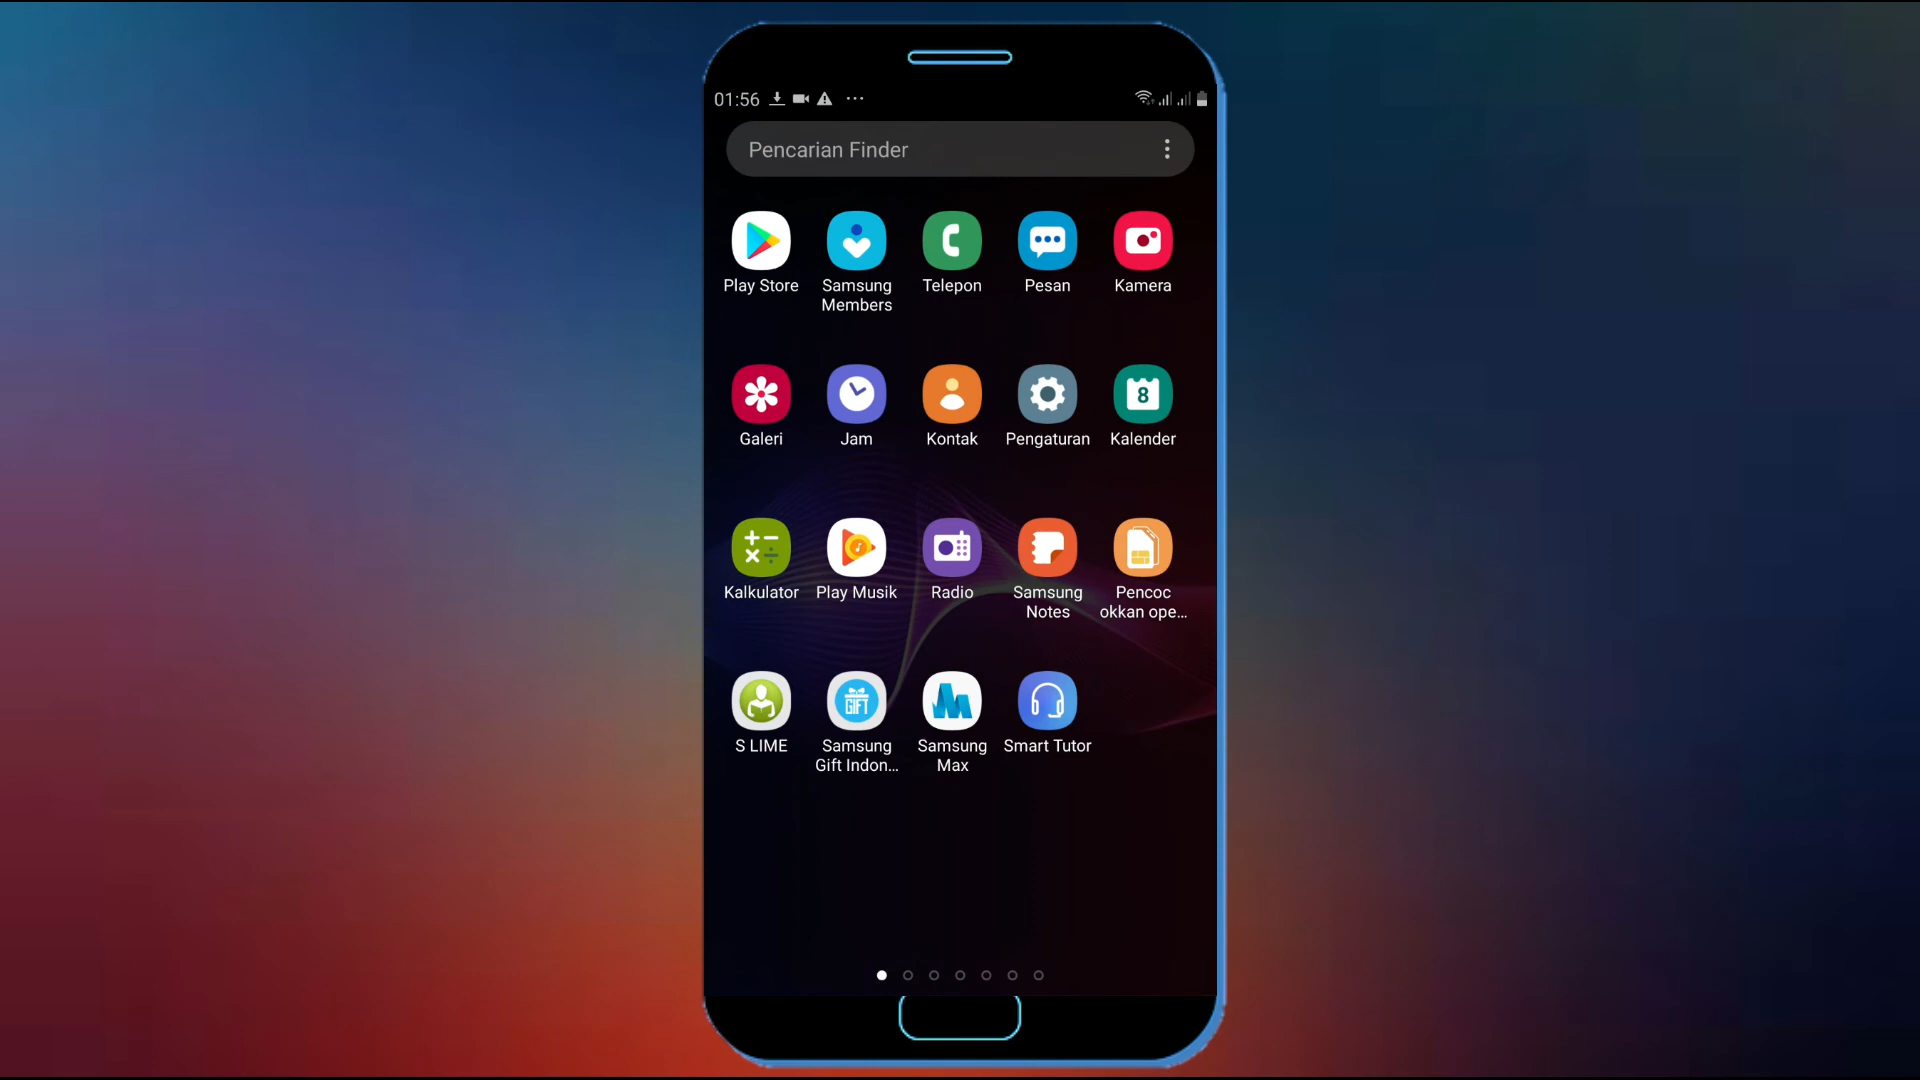 01:56
Pencarian Finder
Play Store
Samsung
Members
Telepon
Pesan
Kamera
Galeri
Jam
Kontak
Pengaturan
8
Kalender
Kalkulator
Play Musik
Radio
Samsung
Notes
Pencoc
okkan ope...
S LIME
GIFT
Samsung
Gift Indon...
Samsung
Max
Smart Tutor